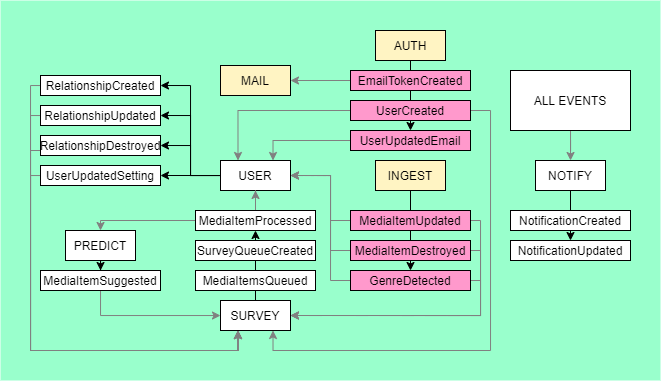 AUTH
MAIL
EmailTokenCreated
RelationshipCreated
ALL EVENTS
UserCreated
RelationshipUpdated
UserUpdatedEmail
RelationshipDestroyed
UserUpdatedSetting
USER
INGEST
NOTIFY
MediaItemProcessed
MediaItemUpdated
NotificationCreated
PREDICT
SurveyQueueCreated
MediaItemDestroyed
NotificationUpdated
MediaItemSuggested
MediaItemsQueued
GenreDetected
SURVEY